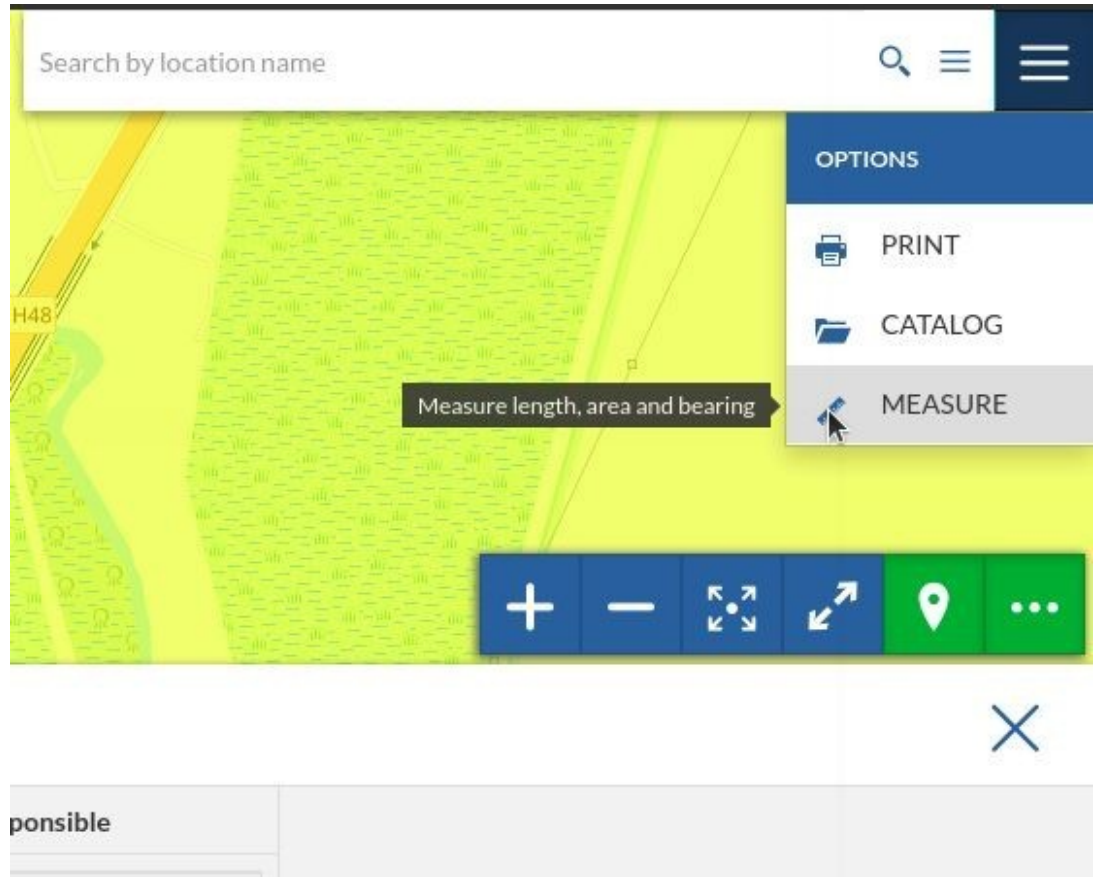 Search by location name
OPTIONS
PRINT
H48
CATALOG
Measure length, area and bearing
MEASURE
ponsible